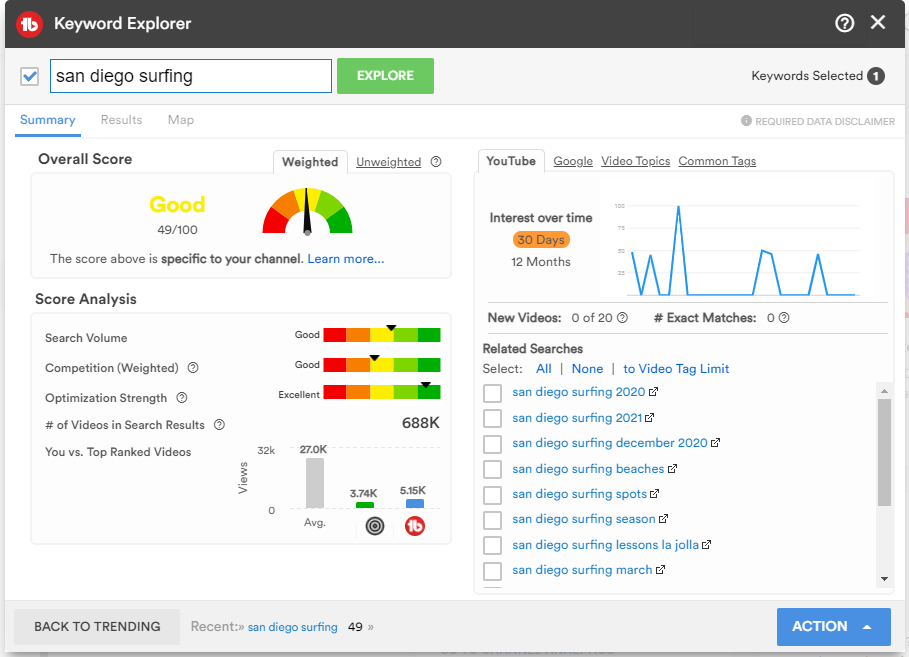 Keyword Explorer
san diego surfing
EXPLORE
Keywords Selected 1
Summary Results Map
REQUIRED DATA DISCLAIMER
Overall Score
Weighted Unweighted
Good
49/100
The score above is specific to your channel. Learn more...
Score Analysis
Search Volume Good
Competition (Weighted) Good
Optimization Strength Excellent
# of Videos in Search Results 688K
You vs. Top Ranked Videos
Views
32k
0
27.0K
3.74K
5.15K
Avg.
YouTube Google Video Topics Common Tags
Interest over time
30 Days
12 Months
100
75
50
25
New Videos: 0 of 20 # Exact Matches: 0
Related Searches
Select: All | None | to Video Tag Limit
san diego surfing 2020
san diego surfing 2021
san diego surfing december 2020
san diego surfing beaches
san diego surfing spots
san diego surfing season
san diego surfing lessons la jolla
san diego surfing march
BACK TO TRENDING
Recent:» san diego surfing 49 »
ACTION